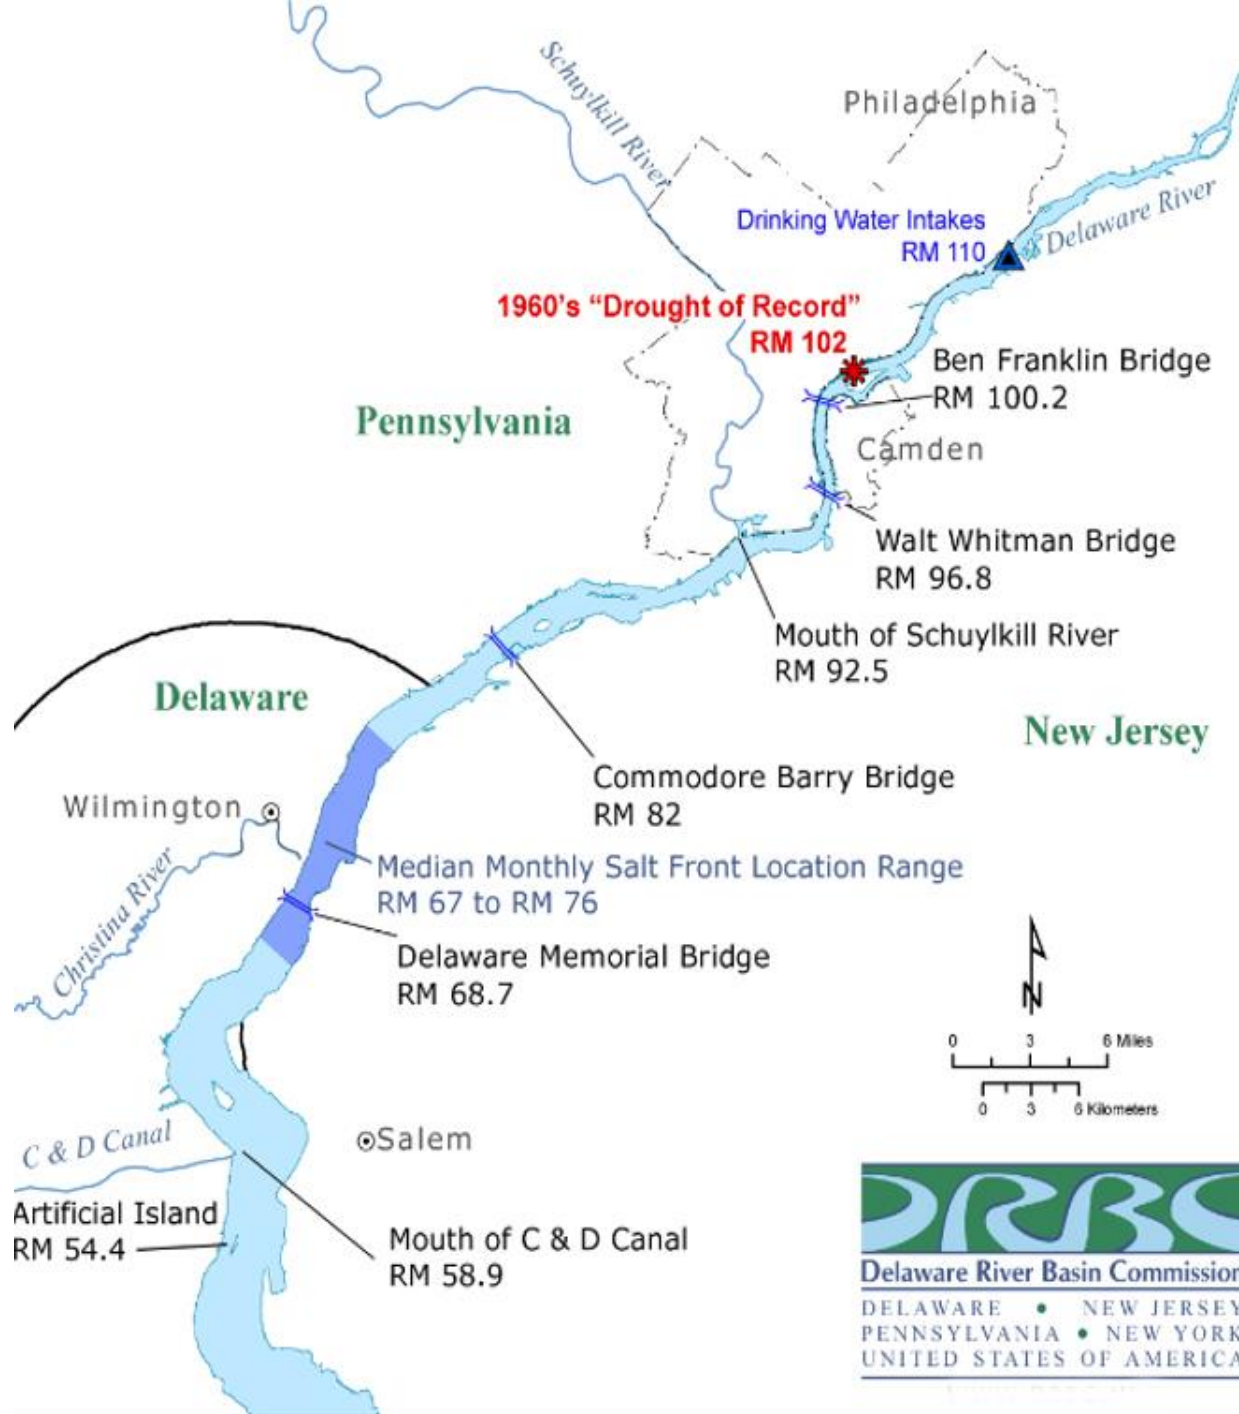 Schuylkill River
Philadelphia
Drinking Water Intakes
RM 110
Delaware River
1960's “Drought of Record”
RM 102
Ben Franklin Bridge
RM 100.2
Pennsylvania
Camden
Walt Whitman Bridge
RM 96.8
Mouth of Schuylkill River
RM 92.5
Delaware
New Jersey
Commodore Barry Bridge
RM 82
Wilmington
Median Monthly Salt Front Location Range
RM 67 to RM 76
Christina River
Delaware Memorial Bridge
RM 68.7
N
0 3 6 Miles
0 3 6 Kilometers
C & D Canal
Salem
Artificial Island
RM 54.4
Mouth of C & D Canal
RM 58.9
DRBC
Delaware River Basin Commission
DELAWARE • NEW JERSEY
PENNSYLVANIA • NEW YORK
UNITED STATES OF AMERICA